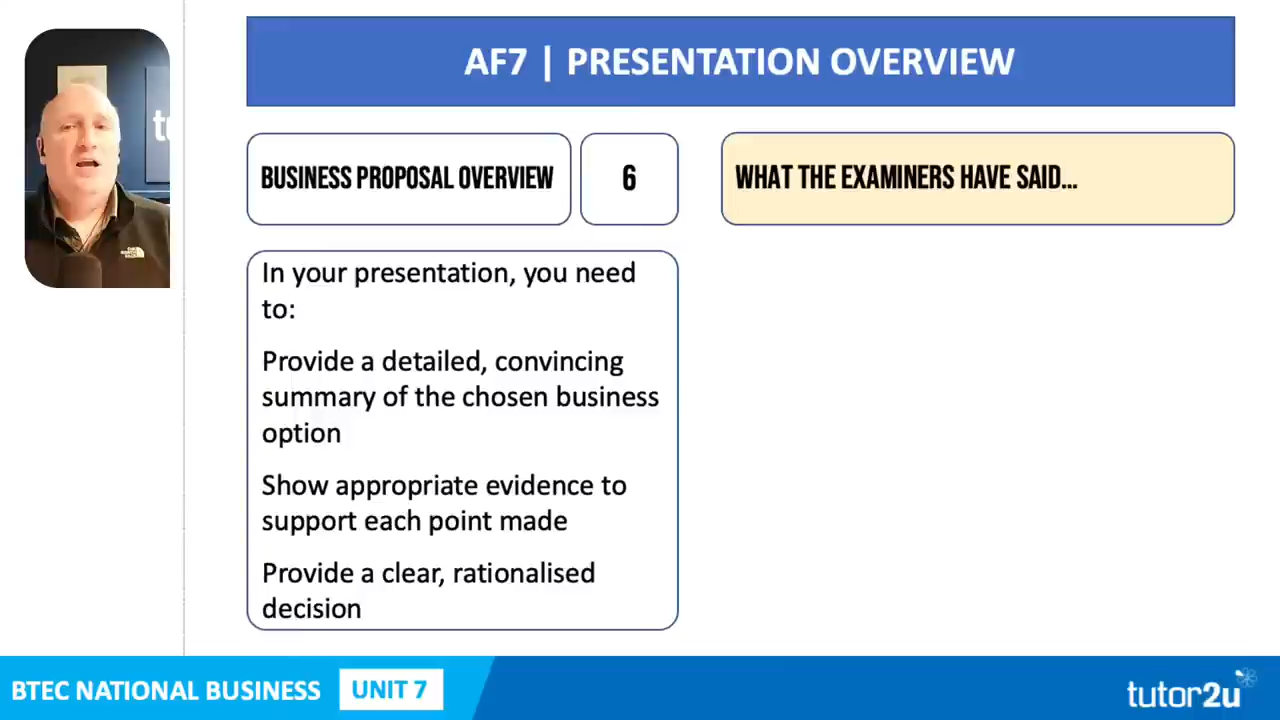 AF7 | PRESENTATION OVERVIEW
BUSINESS PROPOSAL OVERVIEW
6
WHAT THE EXAMINERS HAVE SAID...
In your presentation, you need
to:
Provide a detailed, convincing
summary of the chosen business
option
Show appropriate evidence to
support each point made
Provide a clear, rationalised
decision
BTEC NATIONAL BUSINESS
UNIT 7
tutor2u